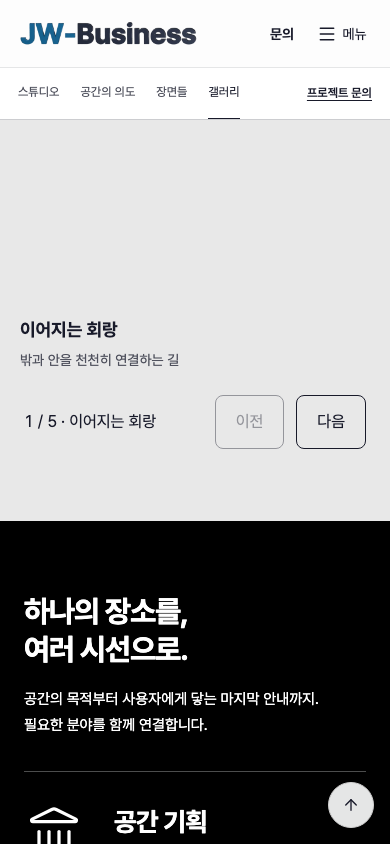 JW-Business
문의
메뉴
스튜디오 공간의 의도 장면들 갤러리 프로젝트 문의
이어지는 회랑
밖과 안을 천천히 연결하는 길
1 / 5 · 이어지는 회랑
이전
다음
하나의 장소를,
여러 시선으로.
공간의 목적부터 사용자에게 닿는 마지막 안내까지.
필요한 분야를 함께 연결합니다.
공간 기획